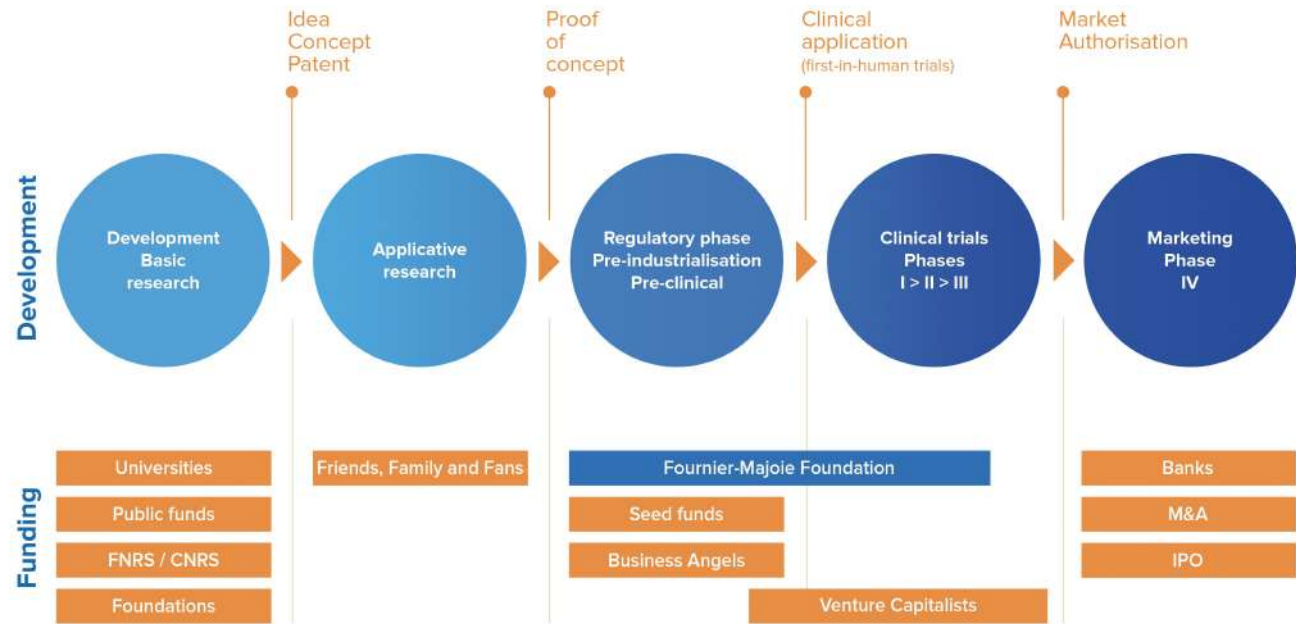 Idea
Concept
Patent
Proof
of
concept
Clinical
application
(first-in-human trials)
Market
Authorisation
Development
Development
Basic
research
Applicative
research
Regulatory phase
Pre-industrialisation
Pre-clinical
Clinical trials
Phases
I > II > III
Marketing
Phase
IV
Funding
Universities
Friends, Family and Fans
Fournier-Majoie Foundation
Banks
Public funds
Seed funds
M&A
FNRS / CNRS
Business Angels
IPO
Foundations
Venture Capitalists